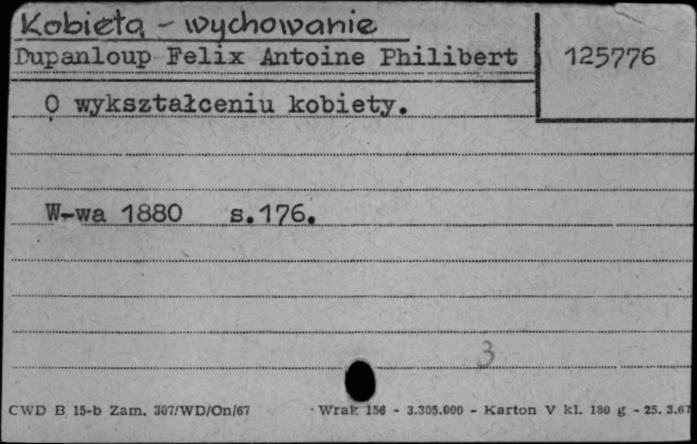 Kobieta - wychowanie
Dupanloup Felix Antoine Philibert
125776
O wykształceniu kobiety.
W-wa 1880 s.176.
3
CWD B 15-b Zam. 307/WD/On/67 Wrak 156 - 3.305.000 - Karton V kl. 180 g - 25. 3.67